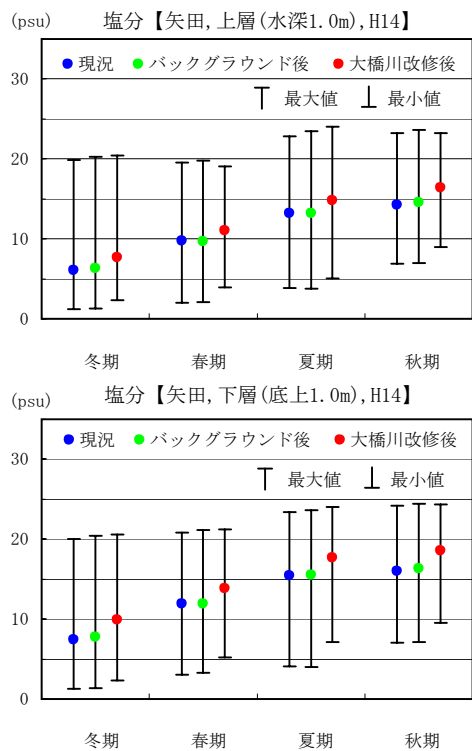 (psu) 塩分【矢田,上層(水深1.0m),H14】
30
現況 バックグラウンド後 大橋川改修後
最大値 最小値
20
10
0
冬期 春期 夏期 秋期
(psu) 塩分【矢田,下層(底上1.0m),H14】
30
現況 バックグラウンド後 大橋川改修後
最大値 最小値
20
10
0
冬期 春期 夏期 秋期